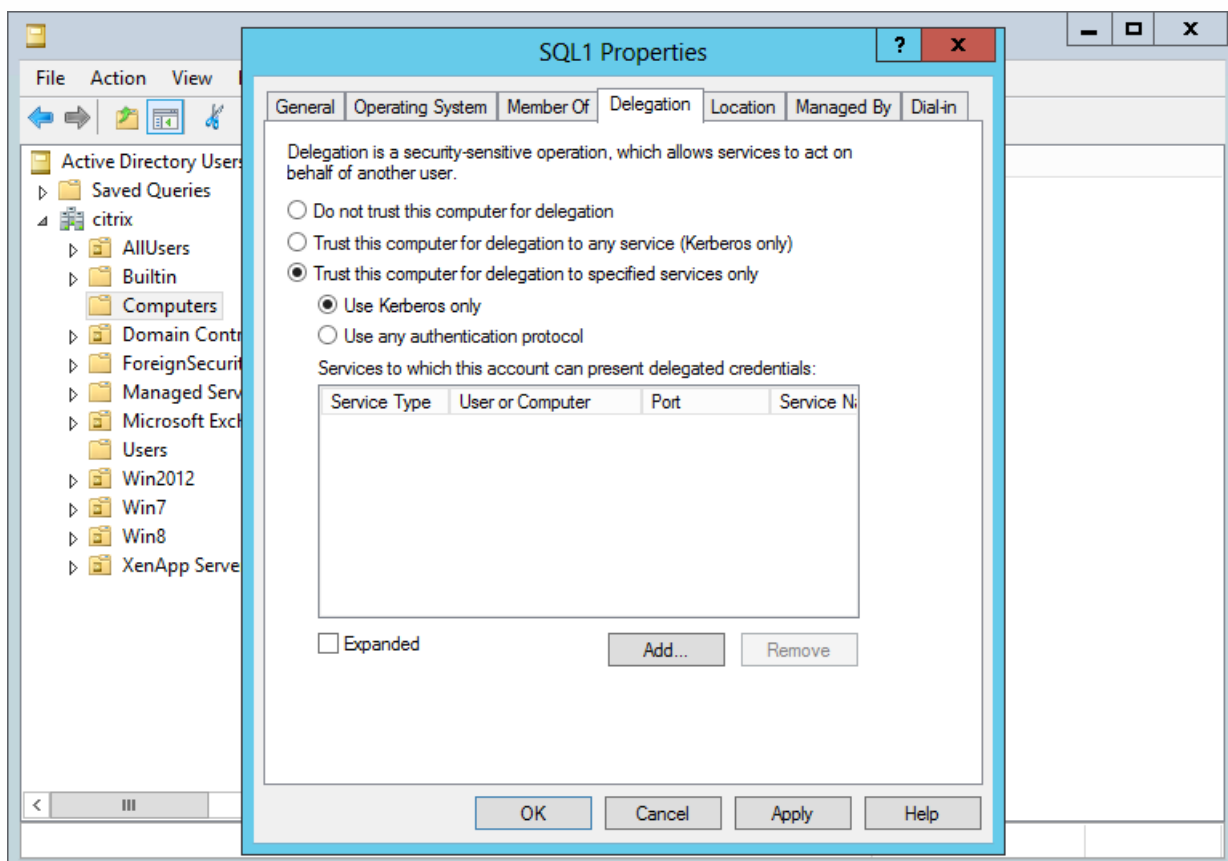 SQL1 Properties
?
x
x
File Action View
General Operating System Member Of Delegation Location Managed By Dial-in
Delegation is a security-sensitive operation, which allows services to act on
behalf of another user.
Do not trust this computer for delegation
Trust this computer for delegation to any service (Kerberos only)
Trust this computer for delegation to specified services only
Use Kerberos only
Use any authentication protocol
Services to which this account can present delegated credentials:
Service Type User or Computer Port Service Na
Expanded
Add...
Remove
OK
Cancel
Apply
Help
Active Directory Users
Saved Queries
citrix
AllUsers
Builtin
Computers
Domain Contr
ForeignSecurit
Managed Serv
Microsoft Exch
Users
Win2012
Win7
Win8
XenApp Serve